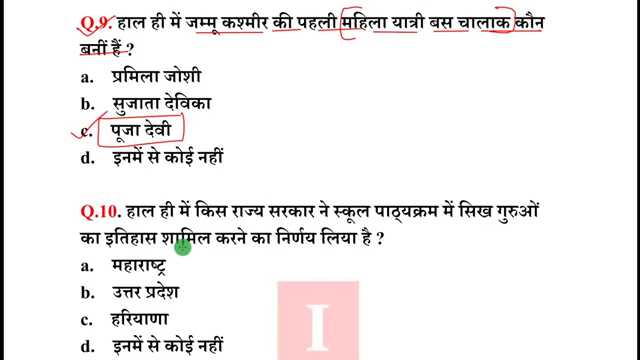 Q.9. हाल ही में जम्मू कश्मीर की पहली महिला यात्री बस चालाक कौन
बनीं हैं ?
a. प्रमिला जोशी
b. सुजाता देविका
c. पूजा देवी
d. इनमें से कोई नहीं
Q.10. हाल ही में किस राज्य सरकार ने स्कूल पाठ्यक्रम में सिख गुरुओं
का इतिहास शामिल करने का निर्णय लिया है ?
a. महाराष्ट्र
b. उत्तर प्रदेश
c. हरियाणा
d. इनमें से कोई नहीं
I